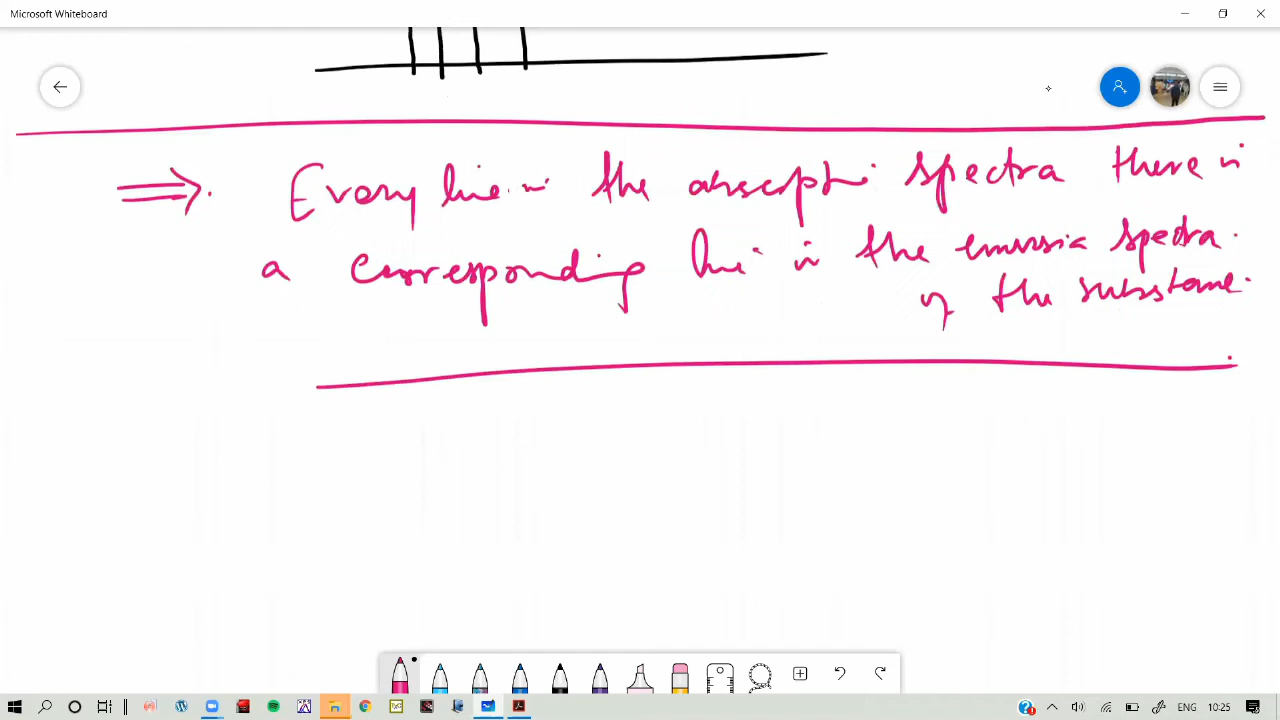 Microsoft Whiteboard
⇒. Every line in the absorption spectra there is
a corresponding line in the emission spectra.
of the substance.
ENG 10:25